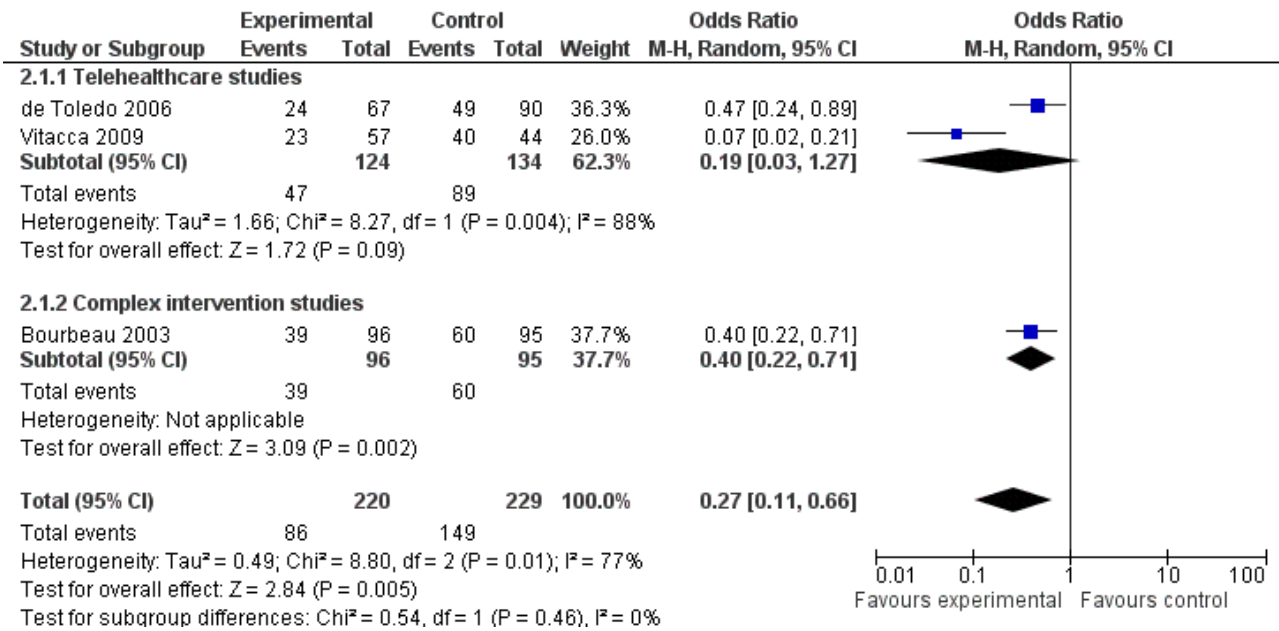 Experimental Control Odds Ratio Odds Ratio
Study or Subgroup Events Total Events Total Weight M-H, Random, 95% CI M-H, Random, 95% CI
2.1.1 Telehealthcare studies
de Toledo 2006 24 67 49 90 36.3% 0.47 [0.24, 0.89]
Vitacca 2009 23 57 40 44 26.0% 0.07 [0.02, 0.21]
Subtotal (95% CI) 124 134 62.3% 0.19 [0.03, 1.27]
Total events 47 89
Heterogeneity: Tau² = 1.66; Chi² = 8.27, df = 1 (P = 0.004); I² = 88%
Test for overall effect: Z = 1.72 (P = 0.09)
2.1.2 Complex intervention studies
Bourbeau 2003 39 96 60 95 37.7% 0.40 [0.22, 0.71]
Subtotal (95% CI) 96 95 37.7% 0.40 [0.22, 0.71]
Total events 39 60
Heterogeneity: Not applicable
Test for overall effect: Z = 3.09 (P = 0.002)
Total (95% CI) 220 229 100.0% 0.27 [0.11, 0.66]
Total events 86 149
Heterogeneity: Tau² = 0.49; Chi² = 8.80, df = 2 (P = 0.01); I² = 77%
Test for overall effect: Z = 2.84 (P = 0.005)
Test for subgroup differences: Chi² = 0.54, df = 1 (P = 0.46), I² = 0%
0.01 0.1 1 10 100
Favours experimental Favours control